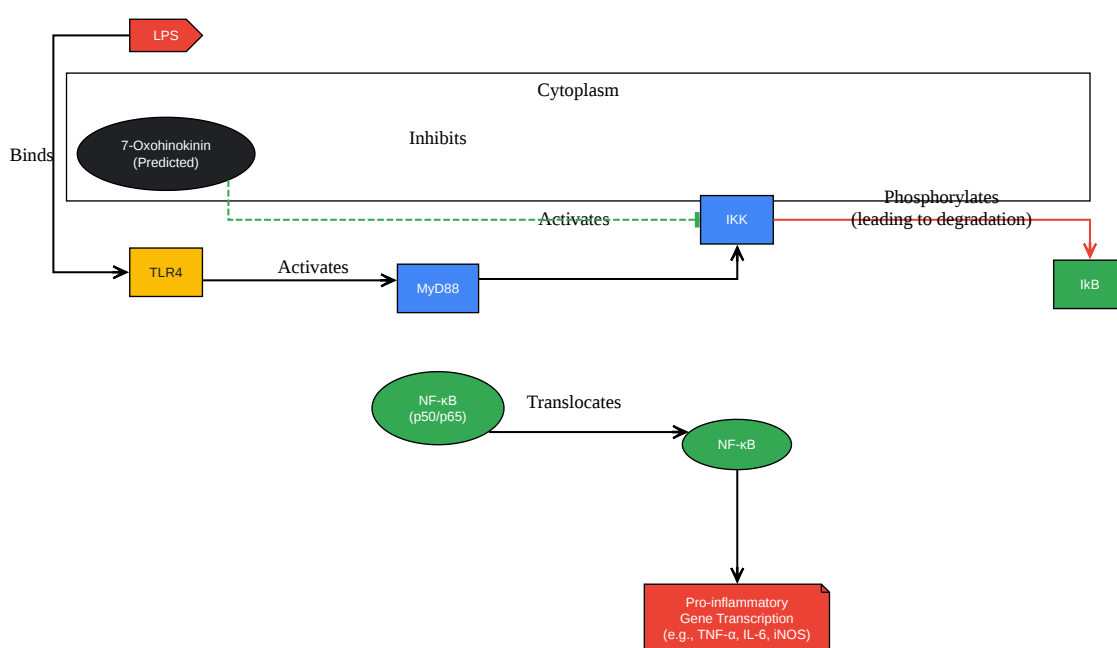 LPS
Cytoplasm
Inhibits
7-Oxohinokinin
(Predicted)
Binds
Phosphorylates
(leading to degradation)
Activates
IKK
TLR4
Activates
MyD88
IkB
NF-κB
(p50/p65)
Translocates
NF-κB
Pro-inflammatory
Gene Transcription
(e.g., TNF-α, IL-6, iNOS)